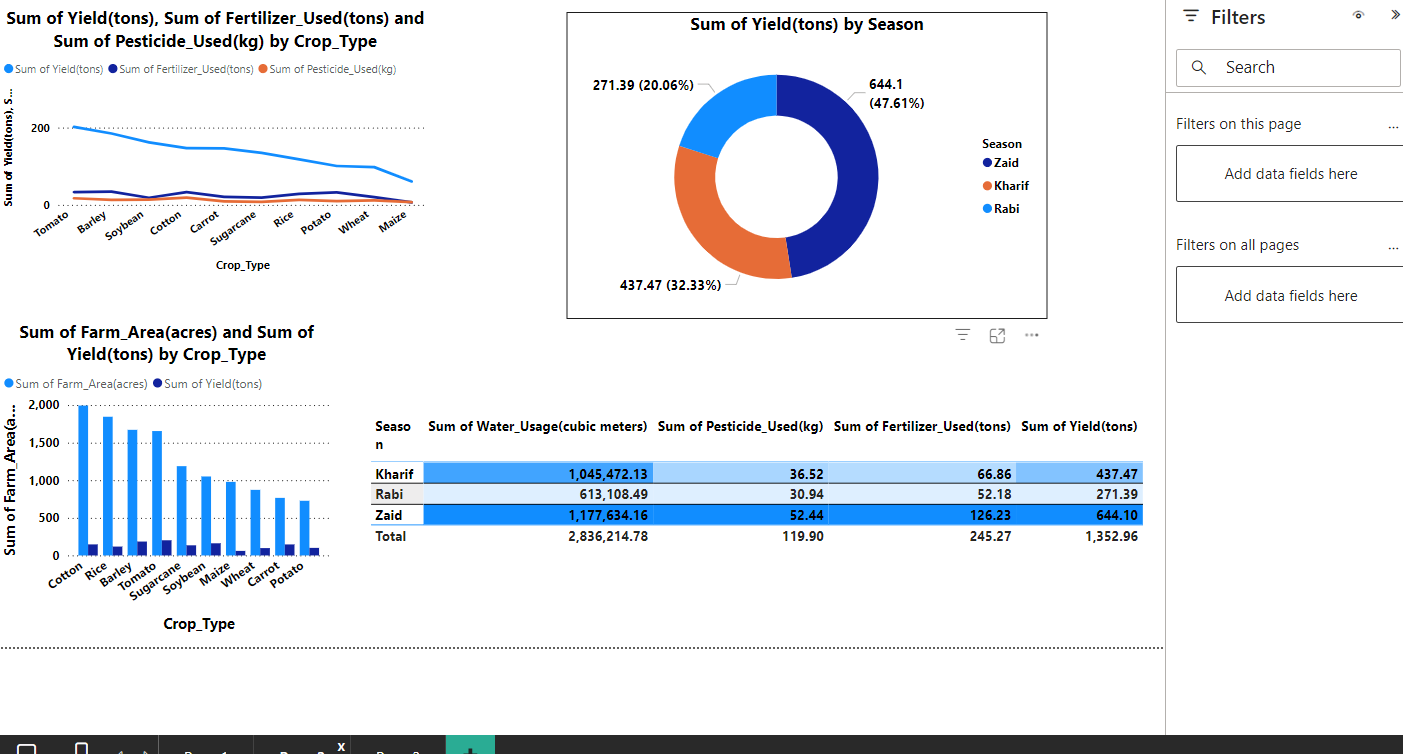 Sum of Yield(tons), Sum of Fertilizer_Used(tons) and
Sum of Pesticide_Used(kg) by Crop_Type
Sum of Yield(tons) Sum of Fertilizer_Used(tons) Sum of Pesticide_Used(kg)
Sum of Yield(tons), S...
200
0
Tomato Barley Soybean Cotton Carrot Sugarcane Rice Potato Wheat Maize
Crop_Type
Sum of Yield(tons) by Season
271.39 (20.06%)
644.1
(47.61%)
437.47 (32.33%)
Season
Zaid
Kharif
Rabi
Sum of Farm_Area(acres) and Sum of
Yield(tons) by Crop_Type
Sum of Farm_Area(acres) Sum of Yield(tons)
Sum of Farm_Area(a...
2,000
1,500
1,000
500
0
Cotton Rice Barley Tomato Sugarcane Soybean Maize Wheat Carrot Potato
Crop_Type
Seaso Sum of Water_Usage(cubic meters) Sum of Pesticide_Used(kg) Sum of Fertilizer_Used(tons) Sum of Yield(tons)
n
Kharif 1,045,472.13 36.52 66.86 437.47
Rabi 613,108.49 30.94 52.18 271.39
Zaid 1,177,634.16 52.44 126.23 644.10
Total 2,836,214.78 119.90 245.27 1,352.96
Filters
Search
Filters on this page ...
Add data fields here
Filters on all pages ...
Add data fields here
x